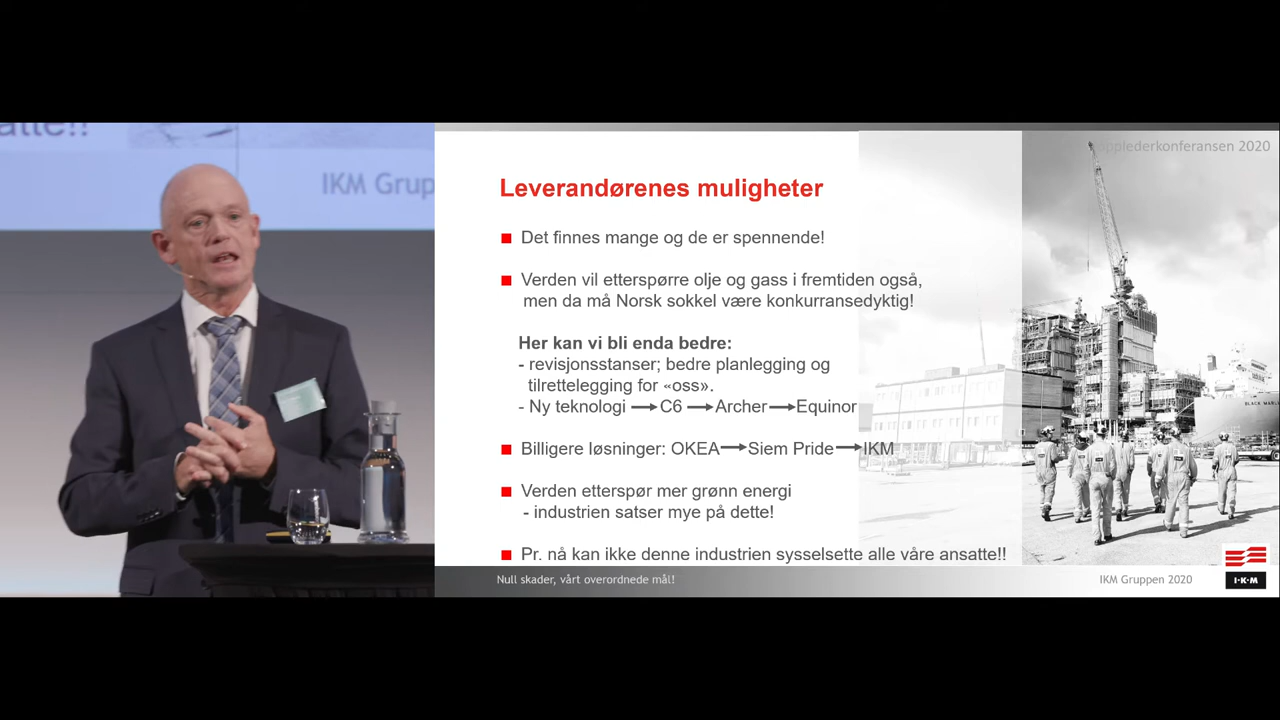 atte!!
IKM Grup
opplederkonferansen 2020
Leverandørenes muligheter
Det finnes mange og de er spennende!
Verden vil etterspørre olje og gass i fremtiden også,
men da må Norsk sokkel være konkurransedyktig!
Her kan vi bli enda bedre:
- revisjonsstanser; bedre planlegging og
tilrettelegging for «oss».
- Ny teknologi → C6 → Archer → Equinor
Billigere løsninger: OKEA → Siem Pride → IKM
Verden etterspør mer grønn energi
- industrien satser mye på dette!
Pr. nå kan ikke denne industrien sysselsette alle våre ansatte!!
Null skader, vårt overordnede mål!
IKM Gruppen 2020
I·K·M